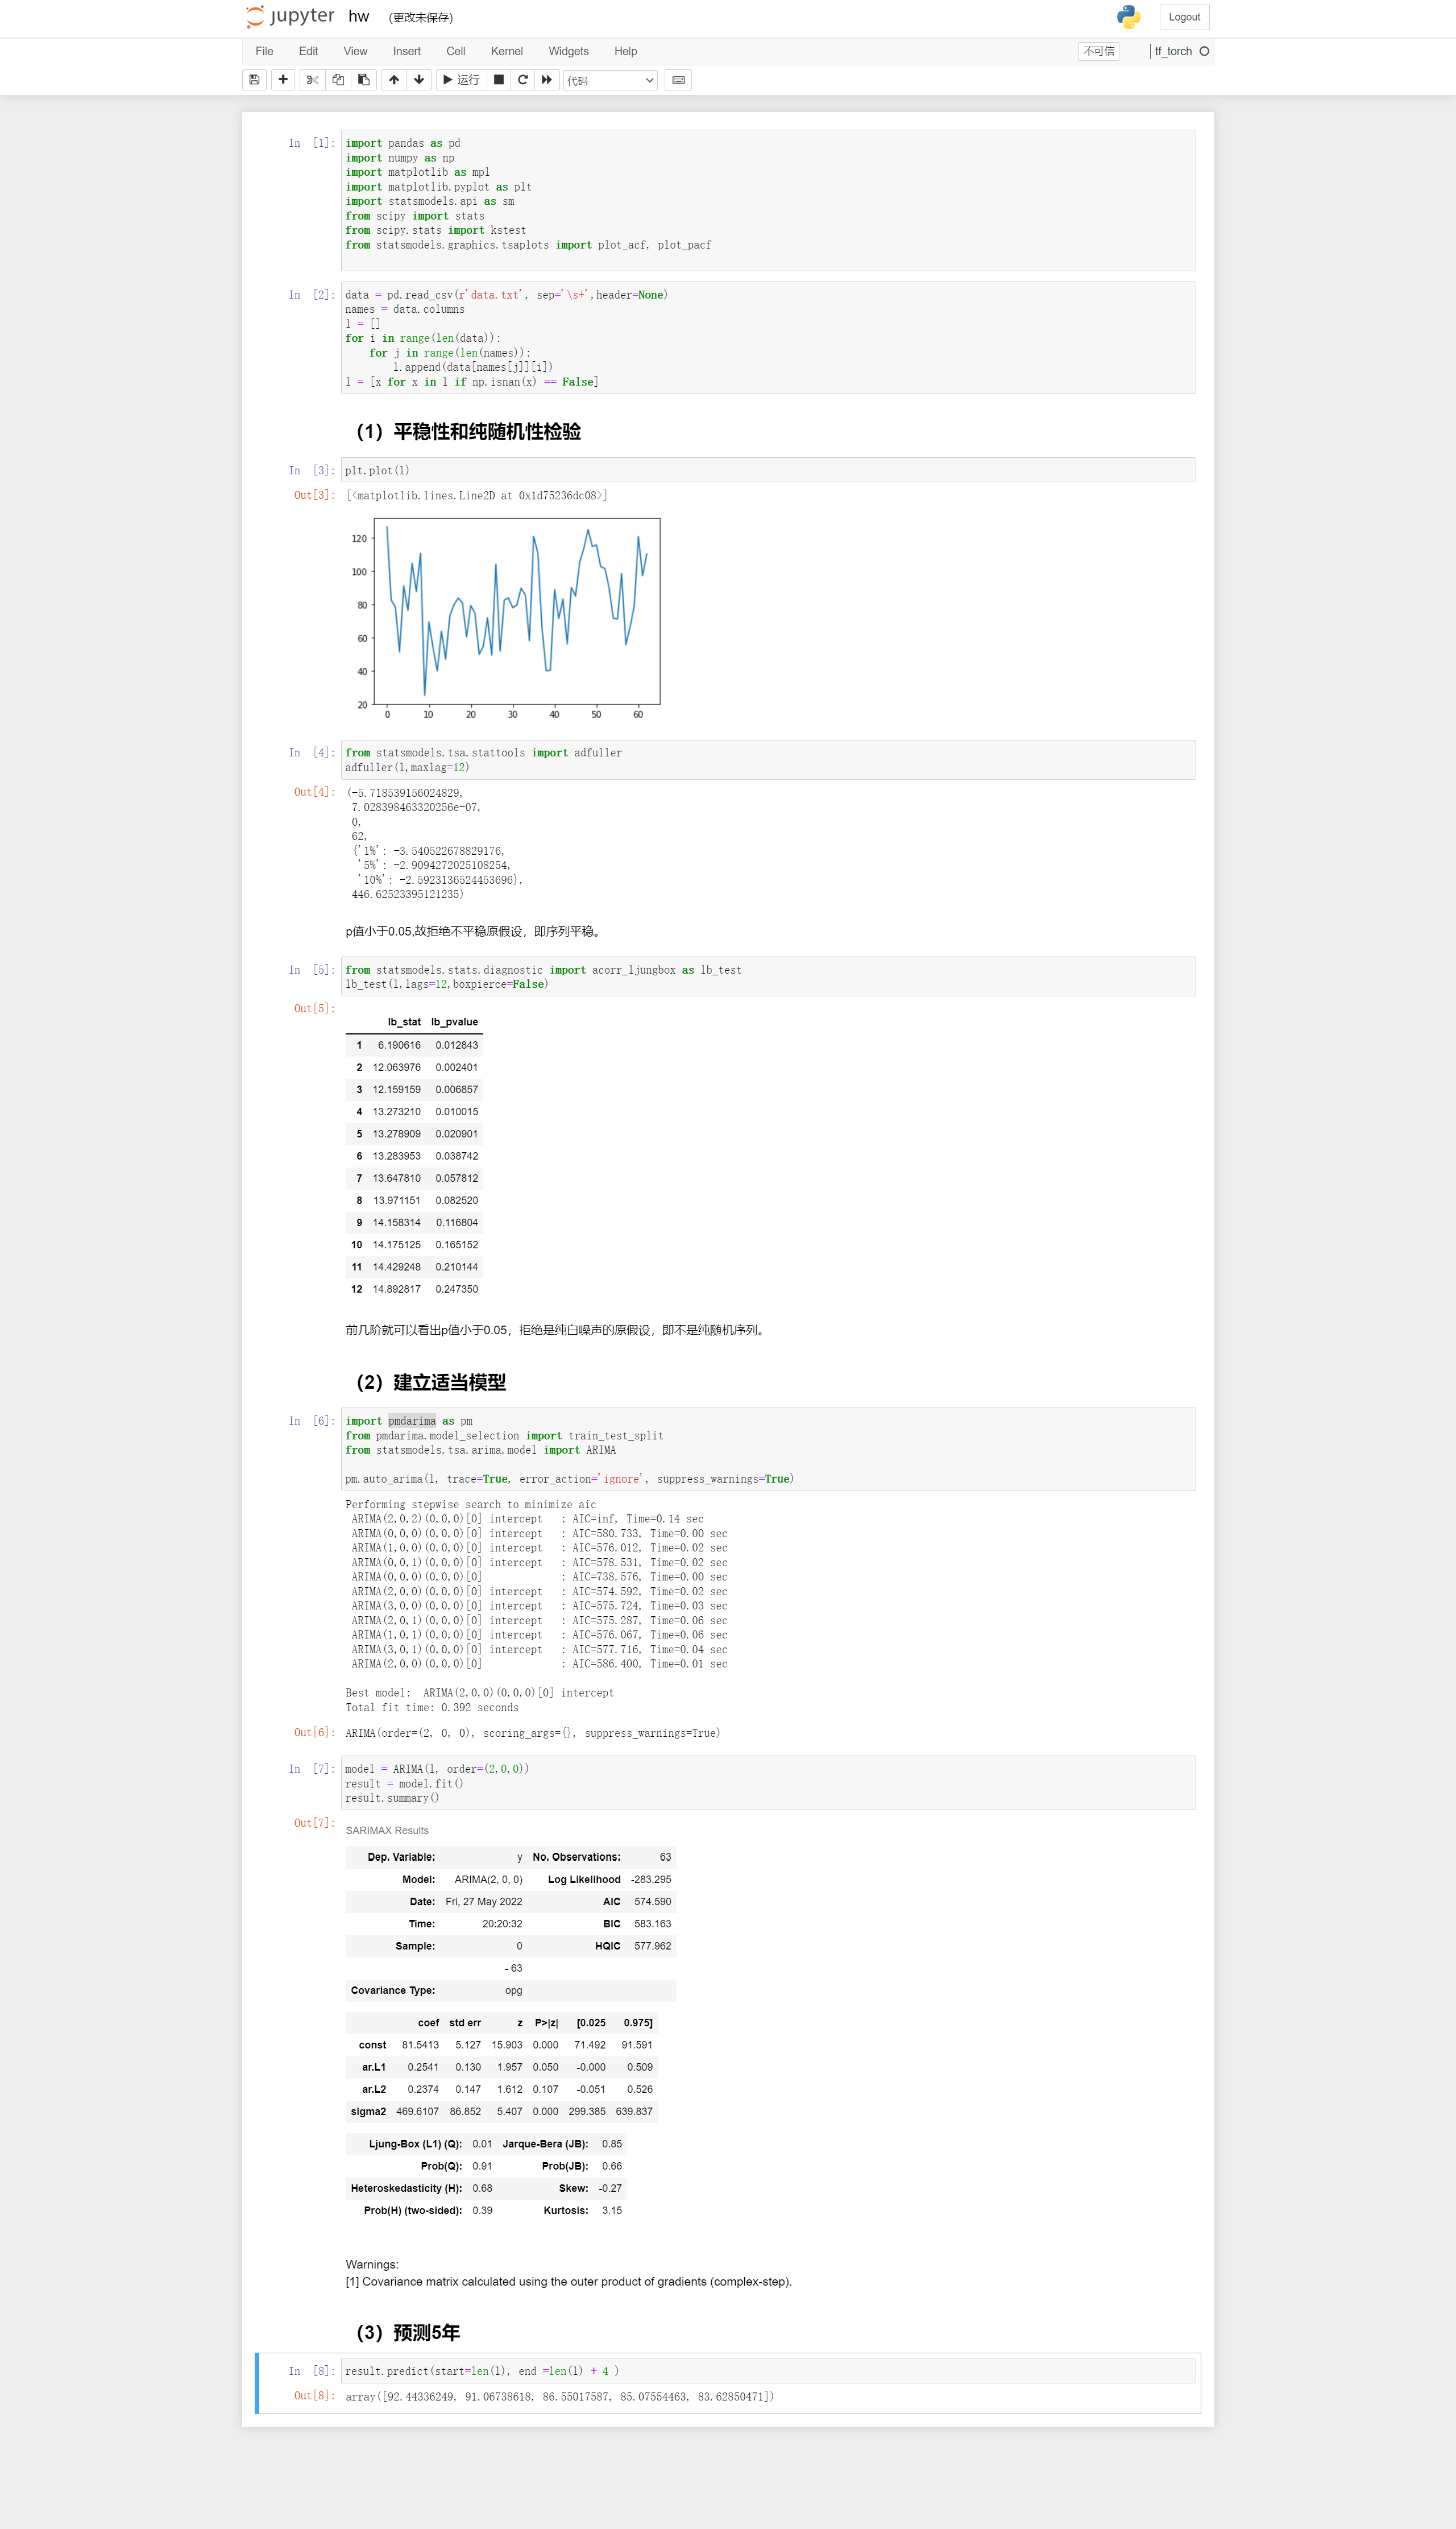 jupyter hw （更改未保存） Logout
File Edit View Insert Cell Kernel Widgets Help 不可信 tf_torch
运行 代码
In [1]: import pandas as pd
import numpy as np
import matplotlib as mpl
import matplotlib.pyplot as plt
import statsmodels.api as sm
from scipy import stats
from scipy.stats import kstest
from statsmodels.graphics.tsaplots import plot_acf, plot_pacf
In [2]: data = pd.read_csv(r'data.txt', sep='\s+',header=None)
names = data.columns
l = []
for i in range(len(data)):
    for j in range(len(names)):
        l.append(data[names[j]][i])
l = [x for x in l if np.isnan(x) == False]
（1）平稳性和纯随机性检验
In [3]: plt.plot(l)
Out[3]: [<matplotlib.lines.Line2D at 0x1d75236dc08>]
120
100
80
60
40
20
0 10 20 30 40 50 60
In [4]: from statsmodels.tsa.stattools import adfuller
adfuller(l,maxlag=12)
Out[4]: (-5.718539156024829,
7.028398463320256e-07,
0,
62,
{'1%': -3.540522678829176,
'5%': -2.9094272025108254,
'10%': -2.5923136524453696},
446.62523395121235)
p值小于0.05,故拒绝不平稳原假设，即序列平稳。
In [5]: from statsmodels.stats.diagnostic import acorr_ljungbox as lb_test
lb_test(l,lags=12,boxpierce=False)
Out[5]:
lb_stat lb_pvalue
1 6.190616 0.012843
2 12.063976 0.002401
3 12.159159 0.006857
4 13.273210 0.010015
5 13.278909 0.020901
6 13.283953 0.038742
7 13.647810 0.057812
8 13.971151 0.082520
9 14.158314 0.116804
10 14.175125 0.165152
11 14.429248 0.210144
12 14.892817 0.247350
前几阶就可以看出p值小于0.05，拒绝是纯白噪声的原假设，即不是纯随机序列。
（2）建立适当模型
In [6]: import pmdarima as pm
from pmdarima.model_selection import train_test_split
from statsmodels.tsa.arima.model import ARIMA
pm.auto_arima(l, trace=True, error_action='ignore', suppress_warnings=True)
Performing stepwise search to minimize aic
ARIMA(2,0,2)(0,0,0)[0] intercept : AIC=inf, Time=0.14 sec
ARIMA(0,0,0)(0,0,0)[0] intercept : AIC=580.733, Time=0.00 sec
ARIMA(1,0,0)(0,0,0)[0] intercept : AIC=576.012, Time=0.02 sec
ARIMA(0,0,1)(0,0,0)[0] intercept : AIC=578.531, Time=0.02 sec
ARIMA(0,0,0)(0,0,0)[0] : AIC=738.576, Time=0.00 sec
ARIMA(2,0,0)(0,0,0)[0] intercept : AIC=574.592, Time=0.02 sec
ARIMA(3,0,0)(0,0,0)[0] intercept : AIC=575.724, Time=0.03 sec
ARIMA(2,0,1)(0,0,0)[0] intercept : AIC=575.287, Time=0.06 sec
ARIMA(1,0,1)(0,0,0)[0] intercept : AIC=576.067, Time=0.06 sec
ARIMA(3,0,1)(0,0,0)[0] intercept : AIC=577.716, Time=0.04 sec
ARIMA(2,0,0)(0,0,0)[0] : AIC=586.400, Time=0.01 sec
Best model: ARIMA(2,0,0)(0,0,0)[0] intercept
Total fit time: 0.392 seconds
Out[6]: ARIMA(order=(2, 0, 0), scoring_args={}, suppress_warnings=True)
In [7]: model = ARIMA(l, order=(2,0,0))
result = model.fit()
result.summary()
Out[7]:
SARIMAX Results
Dep. Variable: y No. Observations: 63
Model: ARIMA(2, 0, 0) Log Likelihood -283.295
Date: Fri, 27 May 2022 AIC 574.590
Time: 20:20:32 BIC 583.163
Sample: 0 HQIC 577.962
- 63
Covariance Type: opg
coef std err z P>|z| [0.025 0.975]
const 81.5413 5.127 15.903 0.000 71.492 91.591
ar.L1 0.2541 0.130 1.957 0.050 -0.000 0.509
ar.L2 0.2374 0.147 1.612 0.107 -0.051 0.526
sigma2 469.6107 86.852 5.407 0.000 299.385 639.837
Ljung-Box (L1) (Q): 0.01 Jarque-Bera (JB): 0.85
Prob(Q): 0.91 Prob(JB): 0.66
Heteroskedasticity (H): 0.68 Skew: -0.27
Prob(H) (two-sided): 0.39 Kurtosis: 3.15
Warnings:
[1] Covariance matrix calculated using the outer product of gradients (complex-step).
（3）预测5年
In [8]: result.predict(start=len(l), end =len(l) + 4 )
Out[8]: array([92.44336249, 91.06738618, 86.55017587, 85.07554463, 83.62850471])